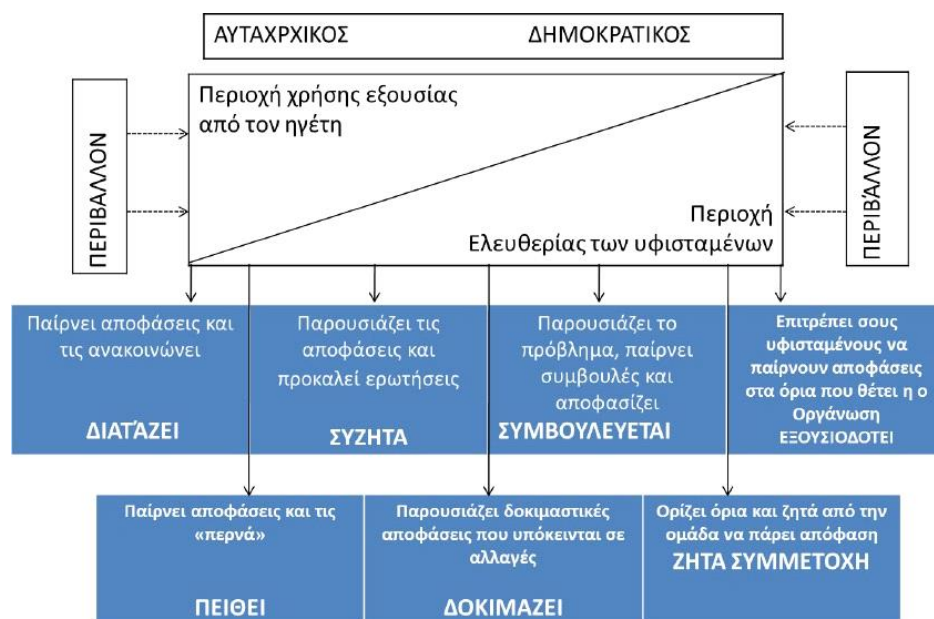 ΑΥΤΑΧΡΧΙΚΟΣ ΔΗΜΟΚΡΑΤΙΚΟΣ
Περιοχή χρήσης εξουσίας
από τον ηγέτη
ΠΕΡΙΒΑΛΛΟΝ
ΠΕΡΙΒΆΛΛΟΝ
Περιοχή
Ελευθερίας των υφισταμένων
Παίρνει αποφάσεις και
τις ανακοινώνει
ΔΙΑΤΆΖΕΙ
Παρουσιάζει τις
αποφάσεις και
προκαλεί ερωτήσεις
ΣΥΖΗΤΑ
Παρουσιάζει το
πρόβλημα, παίρνει
συμβουλές και
αποφασίζει
ΣΥΜΒΟΥΛΕΥΕΤΑΙ
Επιτρέπει σους
υφισταμένους να
παίρνουν αποφάσεις
στα όρια που θέτει η ο
Οργάνωση
ΕΞΟΥΣΙΟΔΟΤΕΙ
Παίρνει αποφάσεις και τις
«περνά»
ΠΕΙΘΕΙ
Παρουσιάζει δοκιμαστικές
αποφάσεις που υπόκεινται σε
αλλαγές
ΔΟΚΙΜΑΖΕΙ
Ορίζει όρια και ζητά από την
ομάδα να πάρει απόφαση
ΖΗΤΑ ΣΥΜΜΕΤΟΧΗ